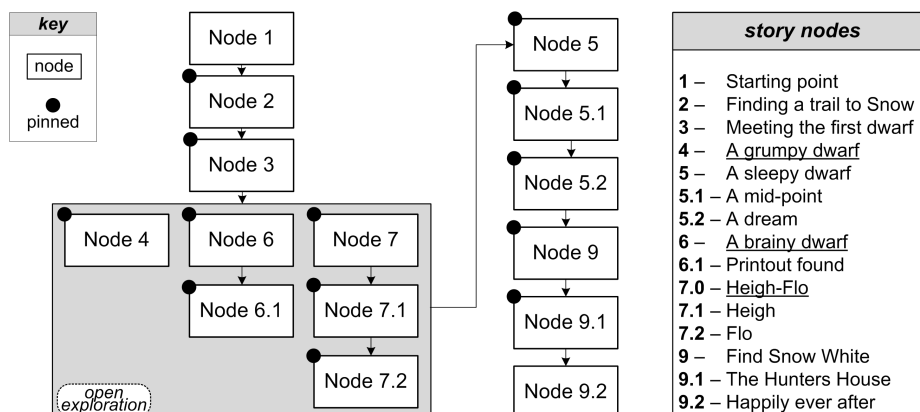 key
node
pinned
Node 1
Node 2
Node 3
Node 4
Node 6
Node 7
Node 6.1
Node 7.1
Node 7.2
open
exploration
Node 5
Node 5.1
Node 5.2
Node 9
Node 9.1
Node 9.2
story nodes
1 – Starting point
2 – Finding a trail to Snow
3 – Meeting the first dwarf
4 – A grumpy dwarf
5 – A sleepy dwarf
5.1 – A mid-point
5.2 – A dream
6 – A brainy dwarf
6.1 – Printout found
7.0 – Heigh-Flo
7.1 – Heigh
7.2 – Flo
9 – Find Snow White
9.1 – The Hunters House
9.2 – Happily ever after